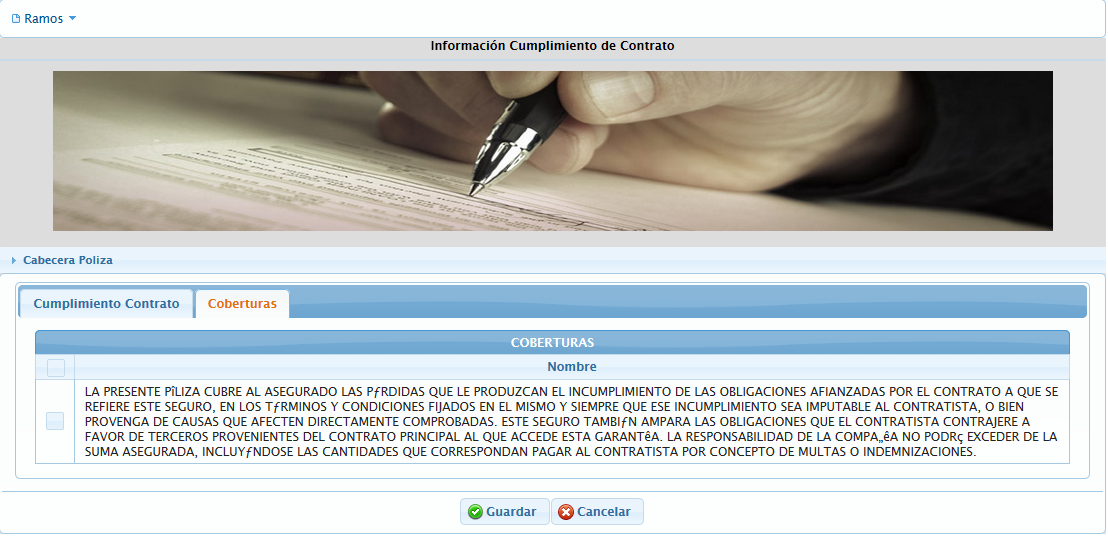 Ramos
Información Cumplimiento de Contrato
Cabecera Poliza
Cumplimiento Contrato
Coberturas
COBERTURAS
Nombre
LA PRESENTE PîLIZA CUBRE AL ASEGURADO LAS PƒRDIDAS QUE LE PRODUZCAN EL INCUMPLIMIENTO DE LAS OBLIGACIONES AFIANZADAS POR EL CONTRATO A QUE SE
REFIERE ESTE SEGURO, EN LOS TƒRMINOS Y CONDICIONES FIJADOS EN EL MISMO Y SIEMPRE QUE ESE INCUMPLIMIENTO SEA IMPUTABLE AL CONTRATISTA, O BIEN
PROVENGA DE CAUSAS QUE AFECTEN DIRECTAMENTE COMPROBADAS. ESTE SEGURO TAMBIƒN AMPARA LAS OBLIGACIONES QUE EL CONTRATISTA CONTRAJERE A
FAVOR DE TERCEROS PROVENIENTES DEL CONTRATO PRINCIPAL AL QUE ACCEDE ESTA GARANTêA. LA RESPONSABILIDAD DE LA COMPA„êA NO PODRç EXCEDER DE LA
SUMA ASEGURADA, INCLUYƒNDOSE LAS CANTIDADES QUE CORRESPONDAN PAGAR AL CONTRATISTA POR CONCEPTO DE MULTAS O INDEMNIZACIONES.
Guardar
Cancelar